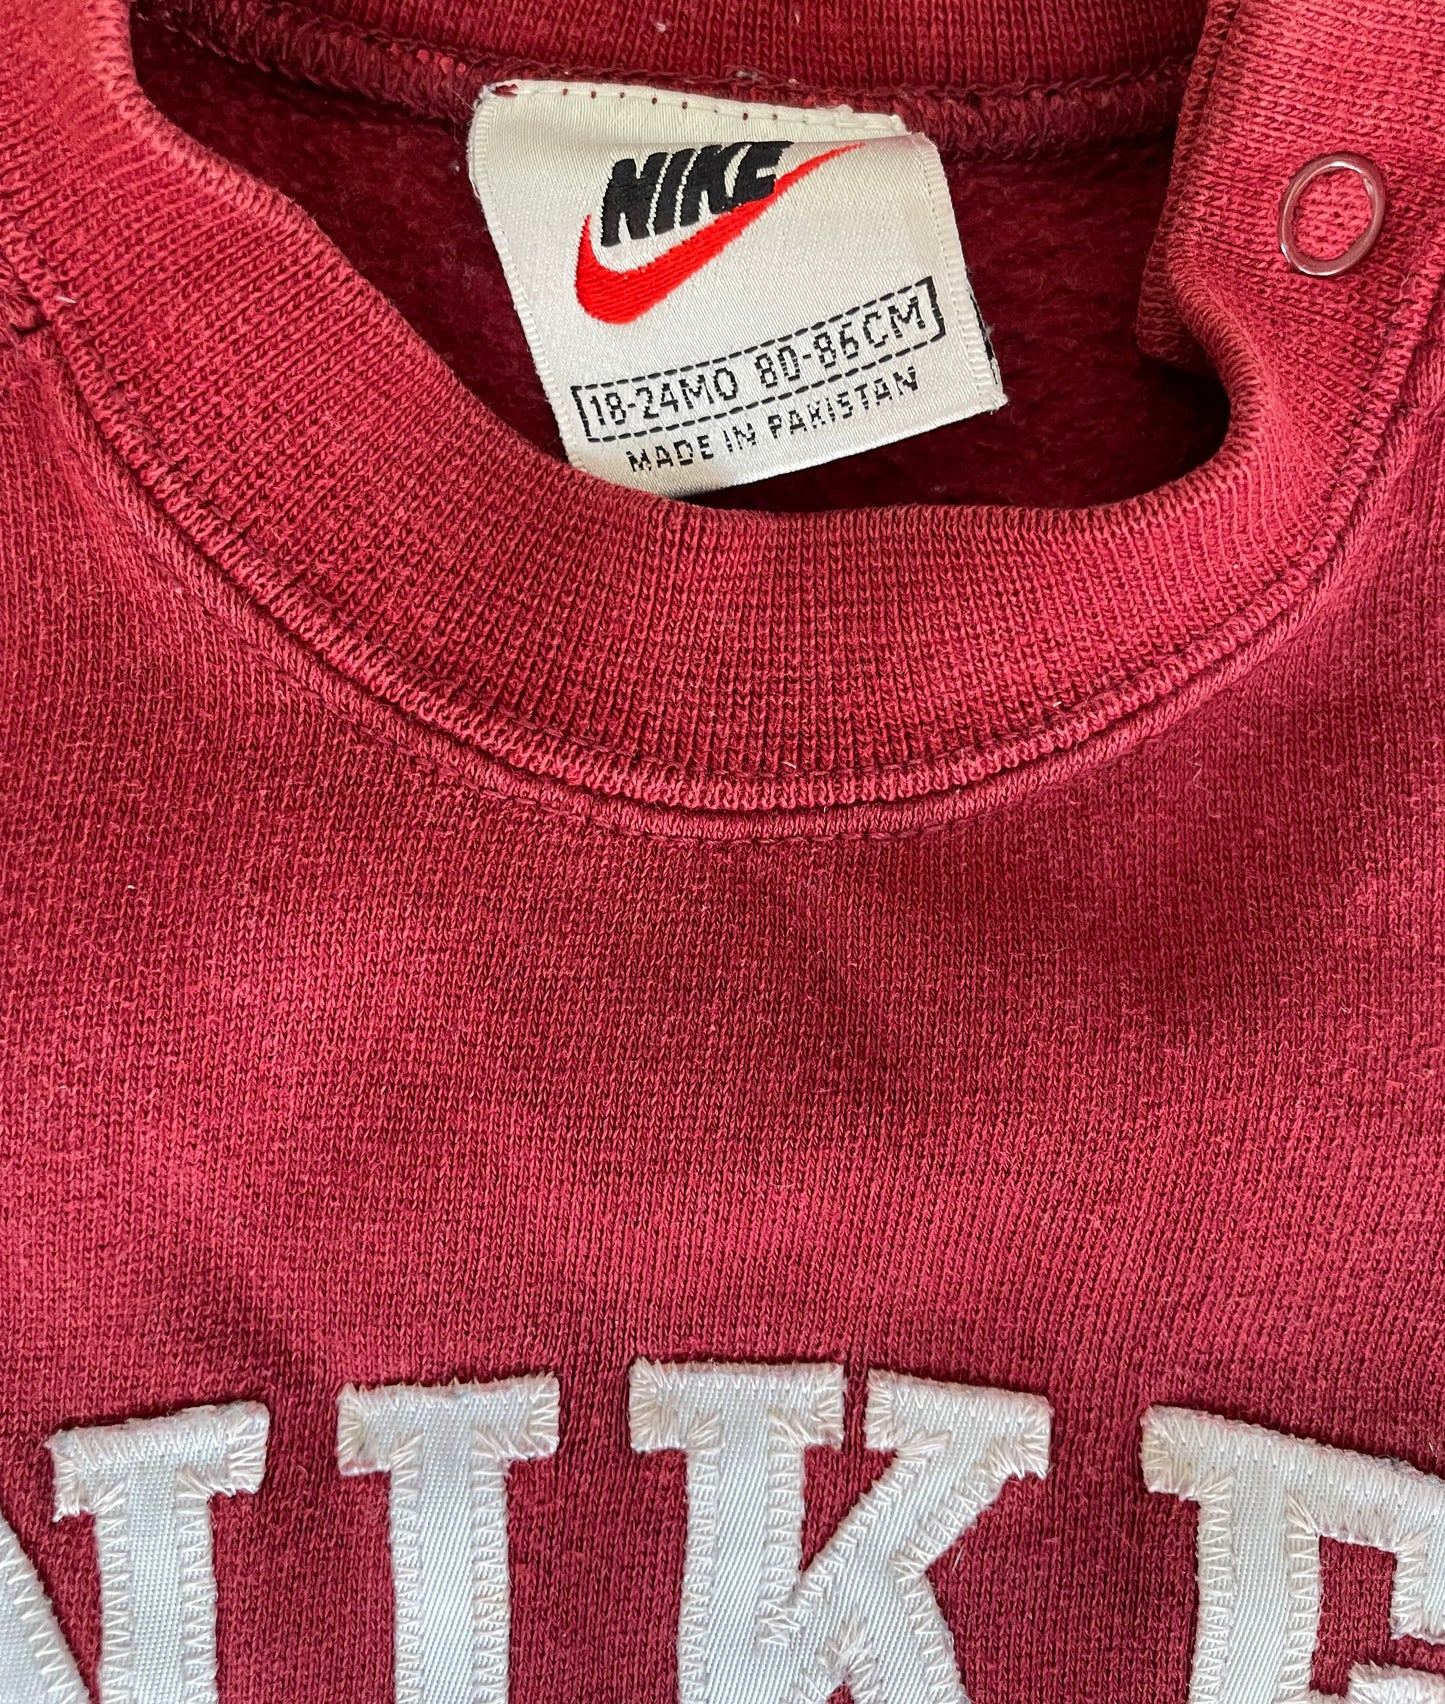 NIKE
18-24MO 80-86CM
MADE IN PAKISTAN
NIKE